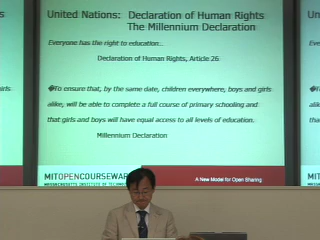 United Nations: Declaration of Human Rights
The Millennium Declaration
Everyone has the right to education...
Declaration of Human Rights, Article 26
To ensure that, by the same date, children everywhere, boys and girls
alike, will be able to complete a full course of primary schooling and
that girls and boys will have equal access to all levels of education.
Millennium Declaration
MITOPENCOURSEWARE
MASSACHUSETTS INSTITUTE OF
A New Model for Open Sharing
girls